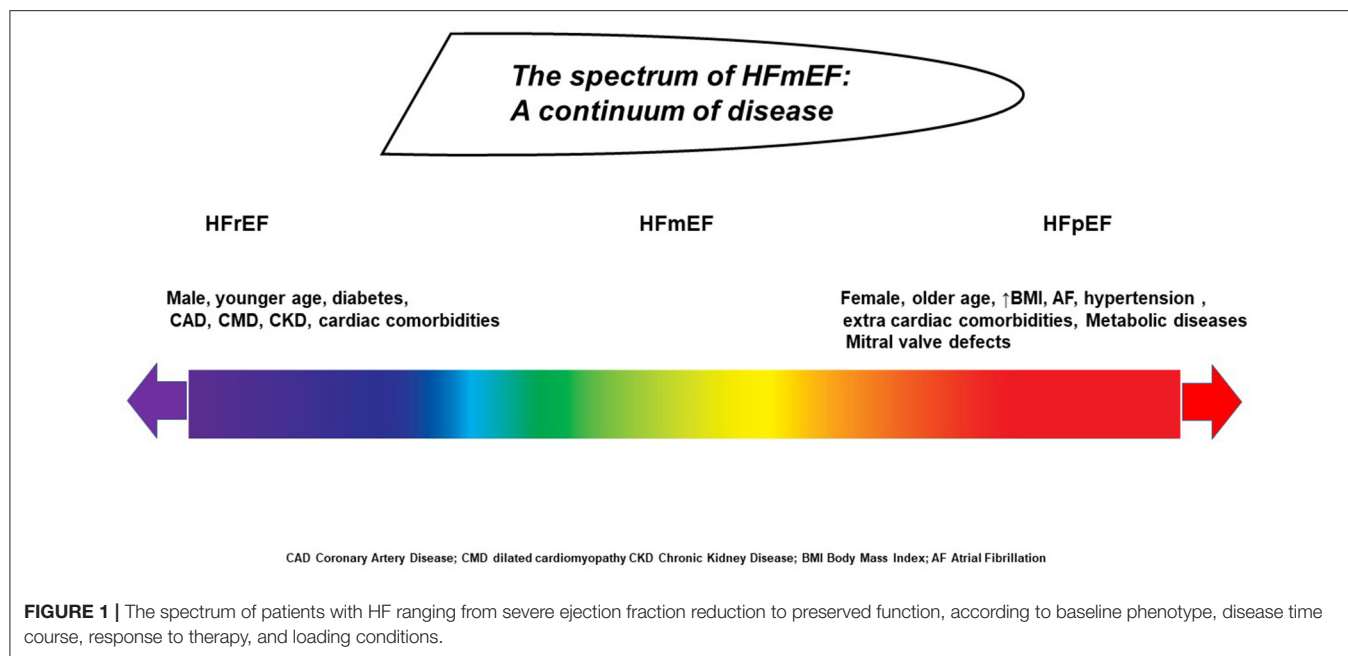 The spectrum of HFmEF:
A continuum of disease
HFrEF
HFmEF
HFpEF
Male, younger age, diabetes,
CAD, CMD, CKD, cardiac comorbidities
Female, older age, ↑BMI, AF, hypertension ,
extra cardiac comorbidities, Metabolic diseases
Mitral valve defects
CAD Coronary Artery Disease; CMD dilated cardiomyopathy CKD Chronic Kidney Disease; BMI Body Mass Index; AF Atrial Fibrillation
FIGURE 1 | The spectrum of patients with HF ranging from severe ejection fraction reduction to preserved function, according to baseline phenotype, disease time
course, response to therapy, and loading conditions.